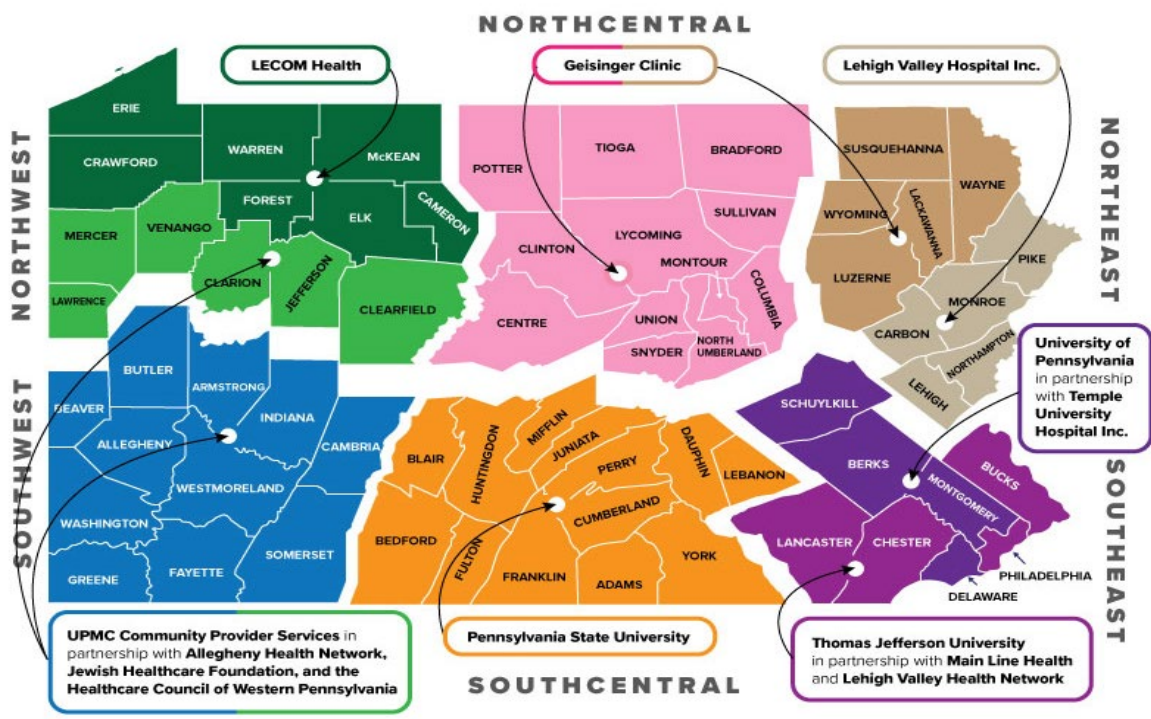 NORTHCENTRAL
LECOM Health
Geisinger Clinic
Lehigh Valley Hospital Inc.
NORTHWEST
ERIE
CRAWFORD
WARREN
McKEAN
FOREST
ELK
CAMERON
MERCER
VENANGO
CLARION
JEFFERSON
LAWRENCE
CLEARFIELD
POTTER
TIOGA
BRADFORD
SULLIVAN
CLINTON
LYCOMING
MONTOUR
COLUMBIA
CENTRE
UNION
SNYDER
NORTH
UMBERLAND
NORTHEAST
SUSQUEHANNA
WAYNE
WYOMING
LACKAWANNA
LUZERNE
PIKE
MONROE
CARBON
NORTHAMPTON
LEHIGH
University of
Pennsylvania
in partnership
with Temple
University
Hospital Inc.
SOUTHWEST
BUTLER
ARMSTRONG
BEAVER
INDIANA
ALLEGHENY
CAMBRIA
WESTMORELAND
WASHINGTON
SOMERSET
GREENE
FAYETTE
BLAIR
HUNTINGDON
MIFFLIN
JUNIATA
PERRY
DAUPHIN
LEBANON
CUMBERLAND
BEDFORD
FULTON
FRANKLIN
ADAMS
YORK
SOUTHEAST
SCHUYLKILL
BERKS
MONTGOMERY
BUCKS
LANCASTER
CHESTER
PHILADELPHIA
DELAWARE
UPMC Community Provider Services in
partnership with Allegheny Health Network,
Jewish Healthcare Foundation, and the
Healthcare Council of Western Pennsylvania
Pennsylvania State University
Thomas Jefferson University
in partnership with Main Line Health
and Lehigh Valley Health Network
SOUTHCENTRAL